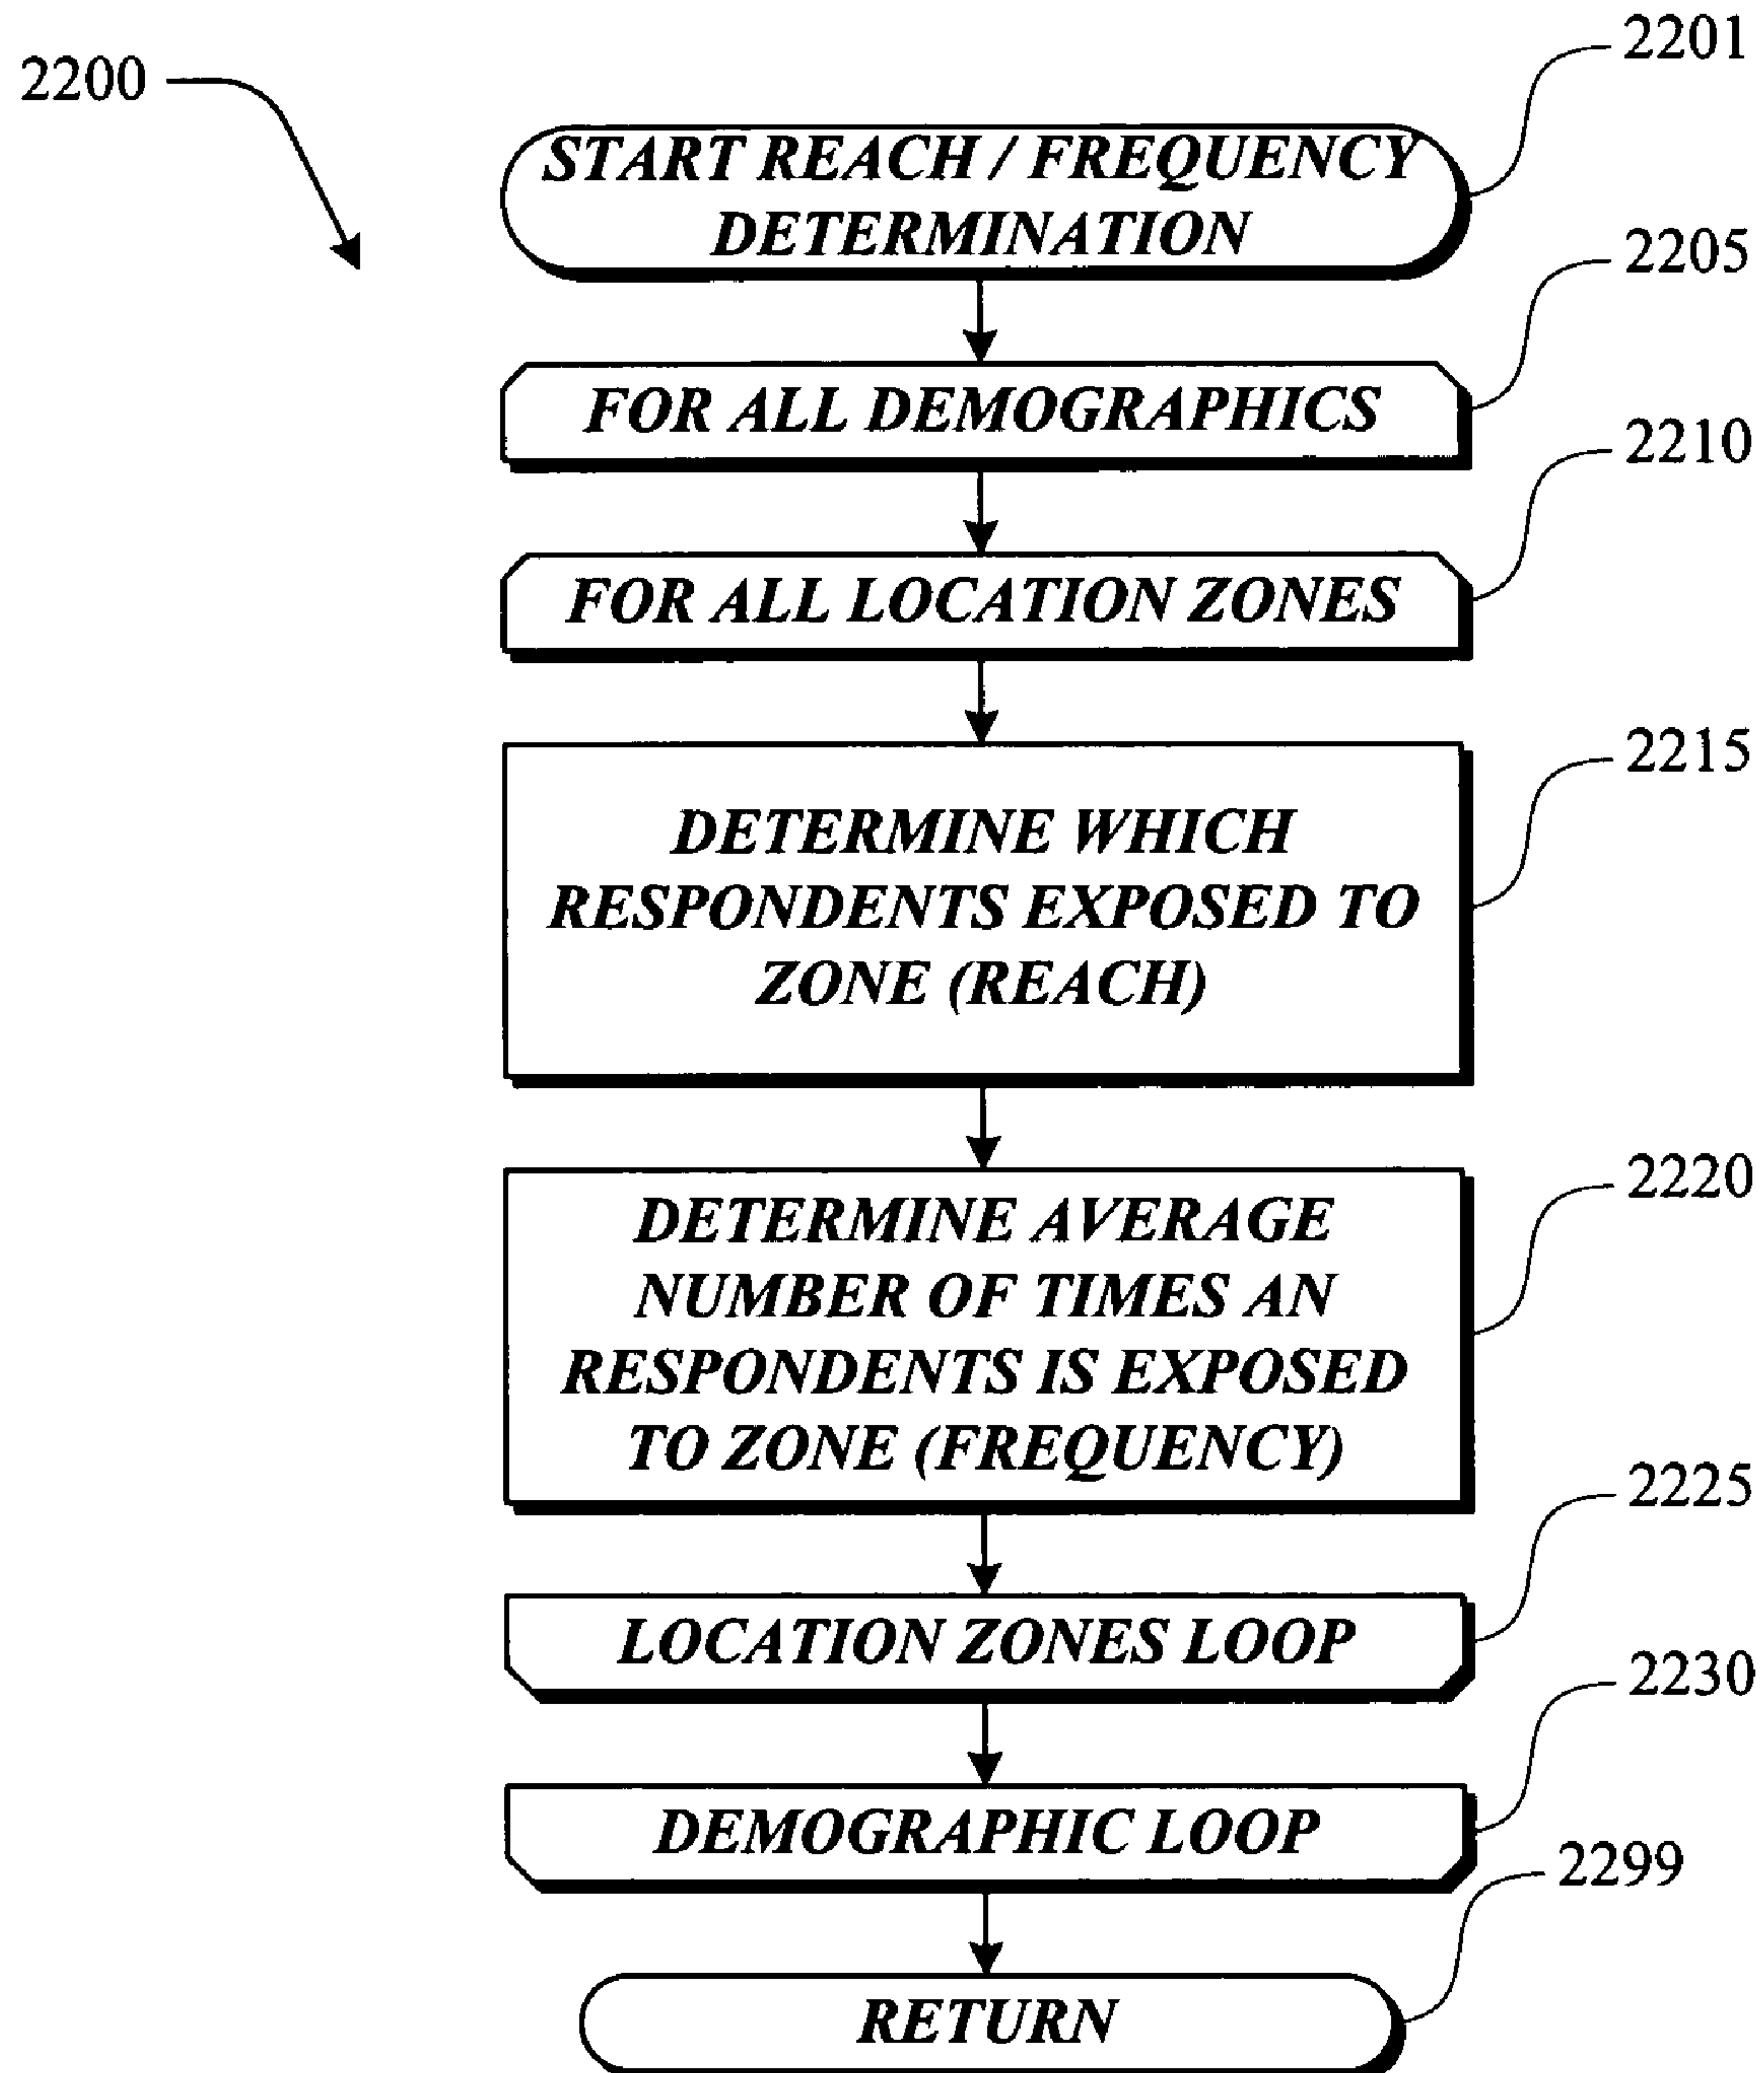 2200
2201
START REACH / FREQUENCY
DETERMINATION
2205
FOR ALL DEMOGRAPHICS
2210
FOR ALL LOCATION ZONES
2215
DETERMINE WHICH
RESPONDENTS EXPOSED TO
ZONE (REACH)
2220
DETERMINE AVERAGE
NUMBER OF TIMES AN
RESPONDENTS IS EXPOSED
TO ZONE (FREQUENCY)
2225
LOCATION ZONES LOOP
2230
DEMOGRAPHIC LOOP
2299
RETURN